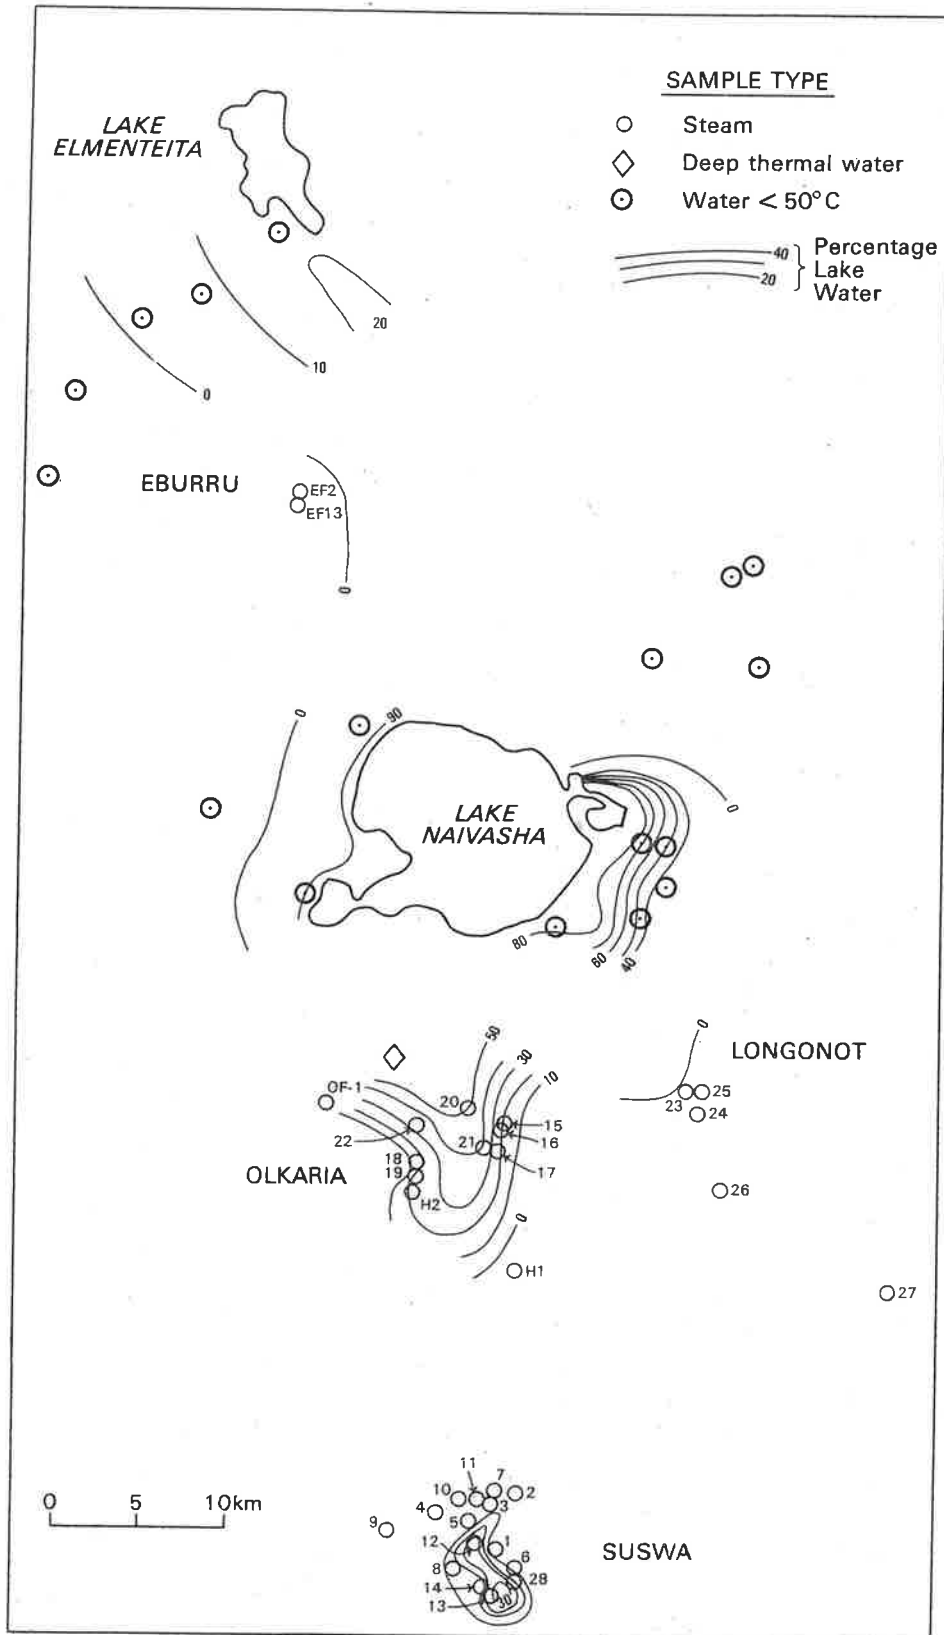 SAMPLE TYPE
Steam
Deep thermal water
Water < 50°C
40
20
Percentage
Lake
Water
LAKE
ELMENTEITA
20
10
0
EBURRU
EF2
EF13
0
0
90
LAKE
NAIVASHA
0
80
60
40
50
30
10
0
LONGONOT
OF-1
20
23
25
24
15
16
22
21
17
18
19
OLKARIA
H2
26
0
H1
27
0 5 10km
11
7
10
2
4
3
5
9
12
1
6
8
28
14
30
13
SUSWA